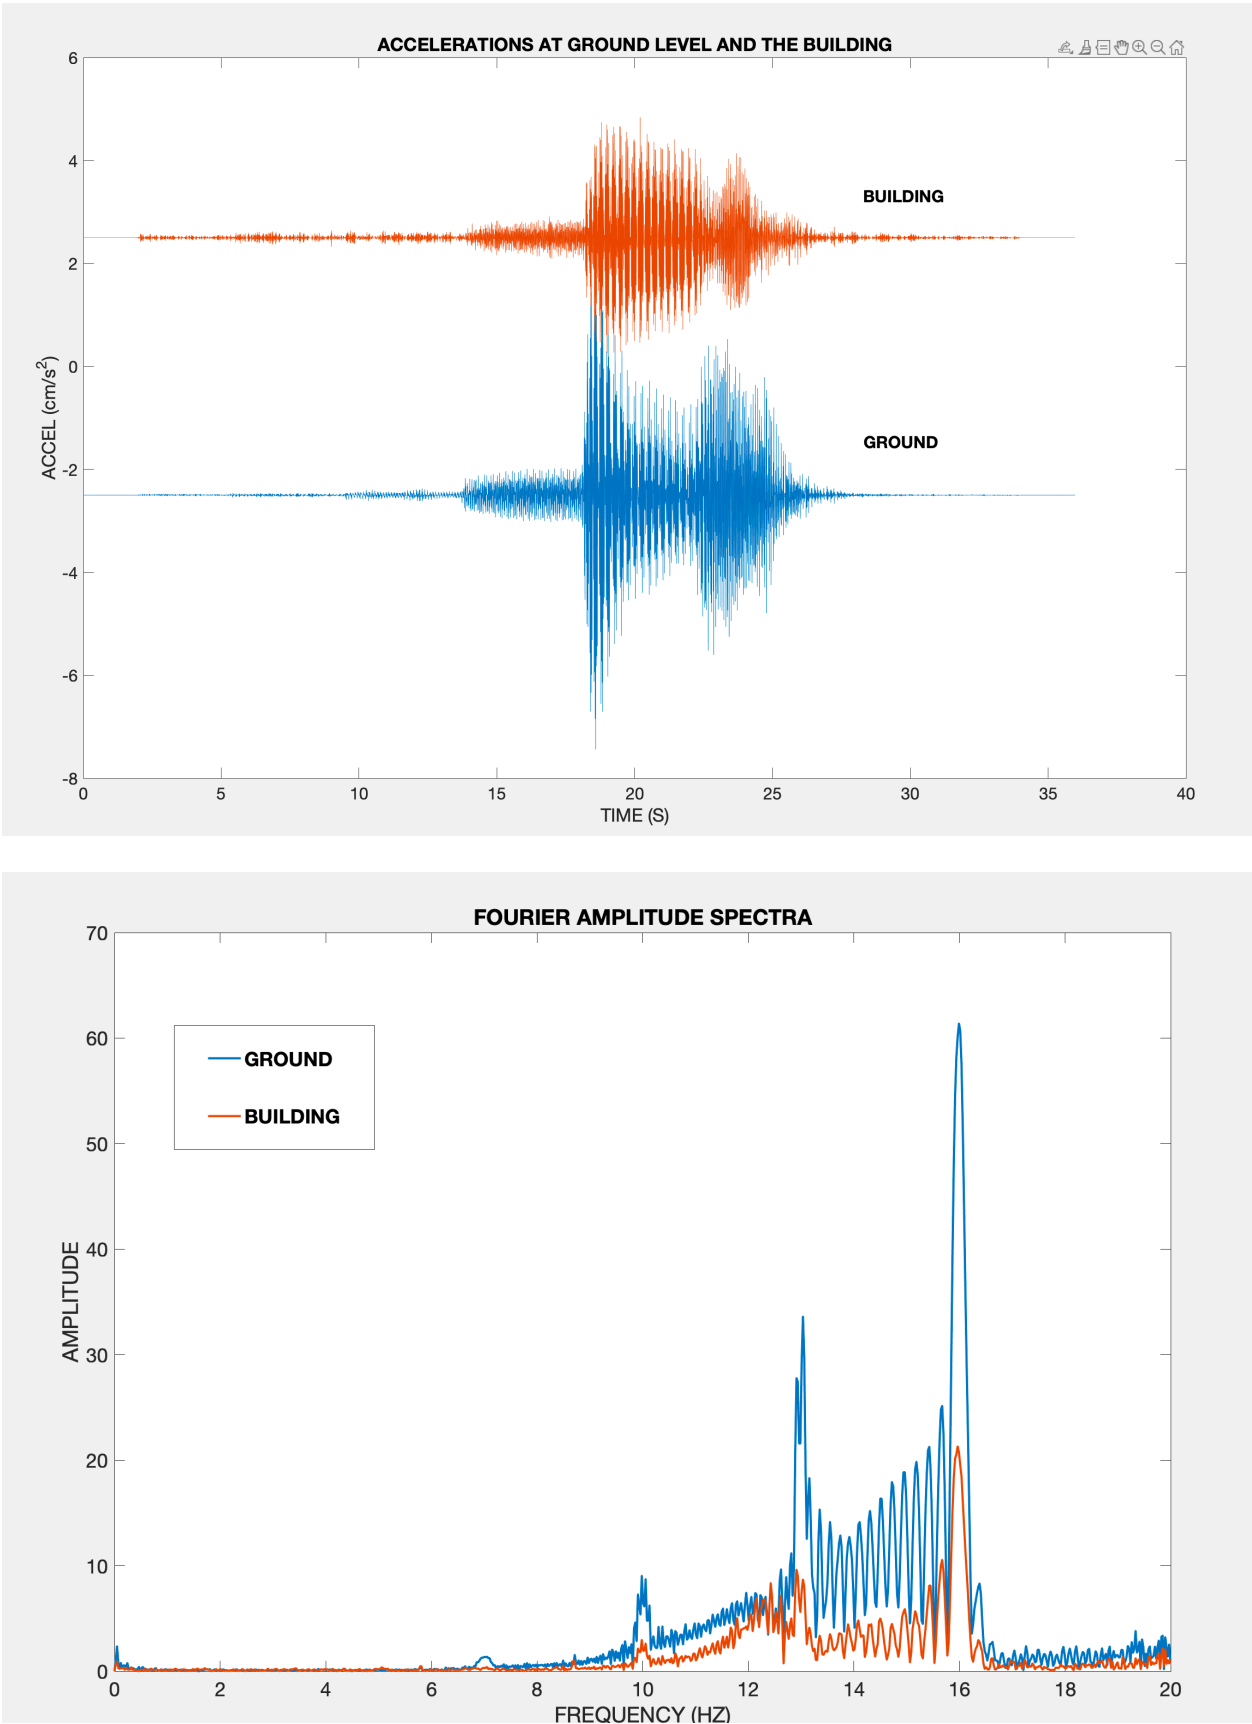 ACCELERATIONS AT GROUND LEVEL AND THE BUILDING
6
4
2
0
-2
-4
-6
-8
ACCEL (cm/s²)
BUILDING
GROUND
0 5 10 15 20 25 30 35 40
TIME (S)
FOURIER AMPLITUDE SPECTRA
70
60
50
40
30
20
10
0
AMPLITUDE
GROUND
BUILDING
0 2 4 6 8 10 12 14 16 18 20
FREQUENCY (HZ)